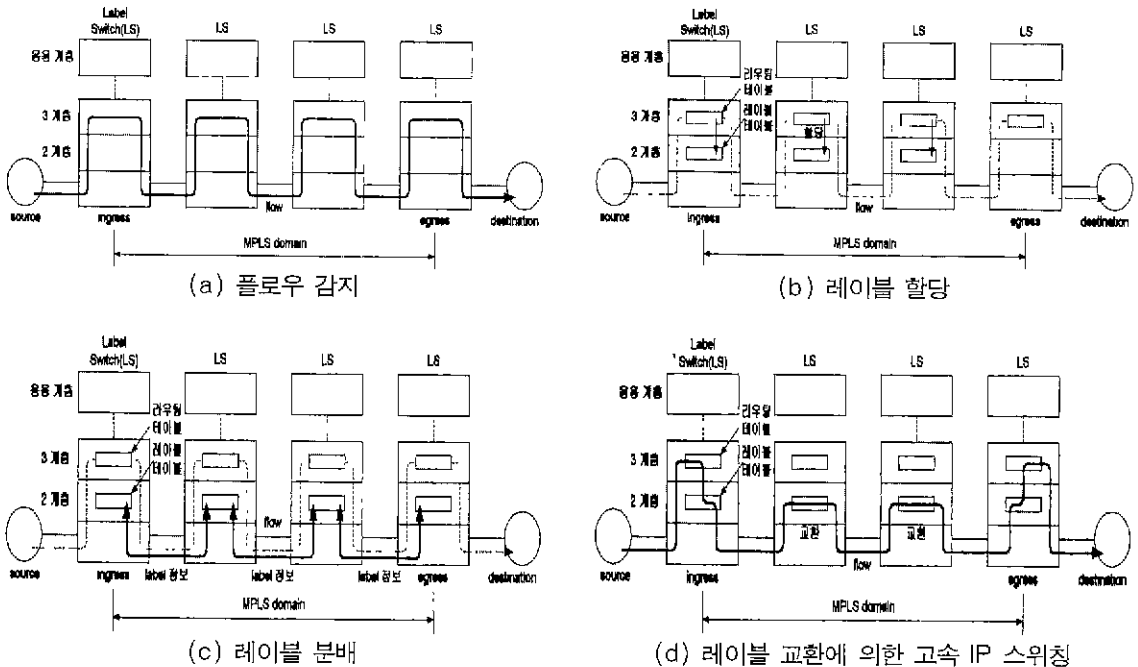 Label
Switch(LS)
LS
LS
LS
응용 계층
3 계층
2 계층
source
ingress
flow
egress
destination
MPLS domain
(a) 플로우 감지
Label
Switch(LS)
LS
LS
LS
응용 계층
라우팅
테이블
3 계층
레이블
테이블
할당
2 계층
source
ingress
flow
egress
destination
MPLS domain
(b) 레이블 할당
Label
Switch(LS)
LS
LS
LS
응용 계층
라우팅
테이블
3 계층
레이블
테이블
2 계층
flow
source
ingress
label 정보
label 정보
label 정보
egress
destination
MPLS domain
(c) 레이블 분배
Label
Switch(LS)
LS
LS
LS
응용 계층
라우팅
테이블
3 계층
레이블
테이블
2 계층
교환
교환
source
ingress
flow
egress
destination
MPLS domain
(d) 레이블 교환에 의한 고속 IP 스위칭